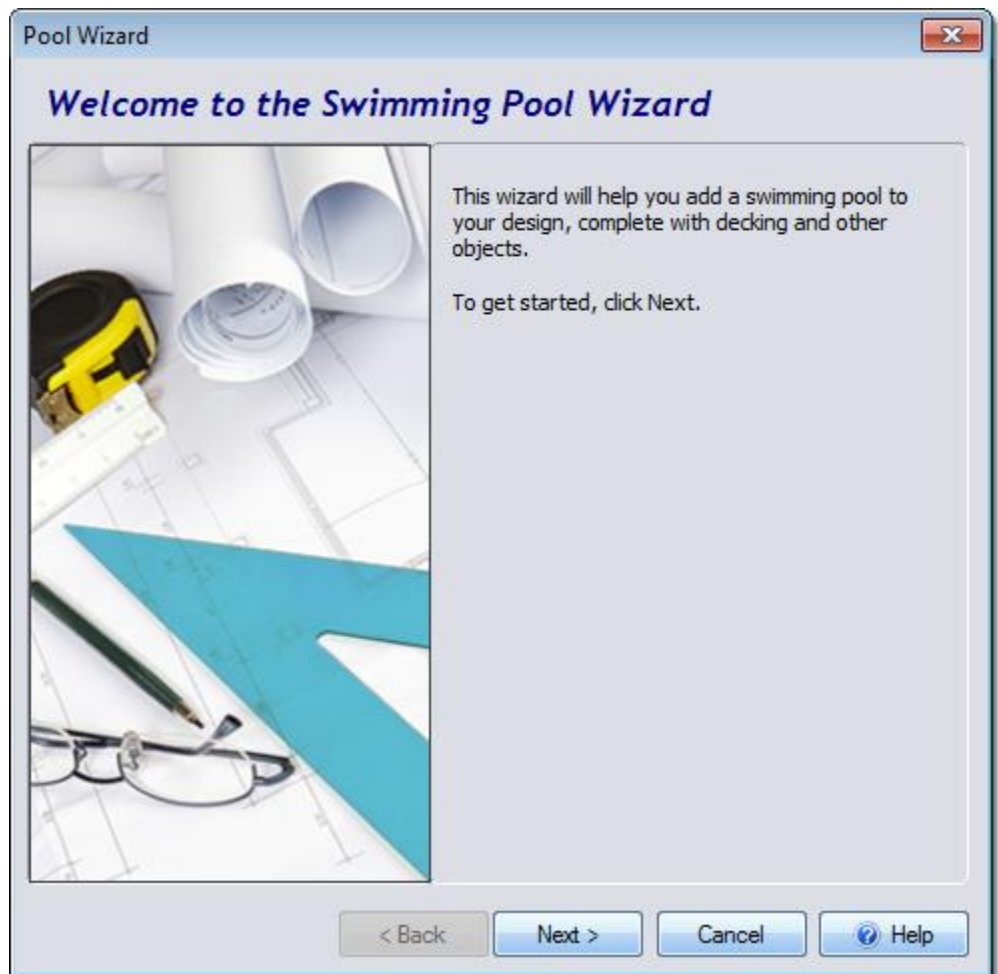 Pool Wizard
Welcome to the Swimming Pool Wizard
This wizard will help you add a swimming pool to
your design, complete with decking and other
objects.
To get started, click Next.
< Back
Next >
Cancel
Help